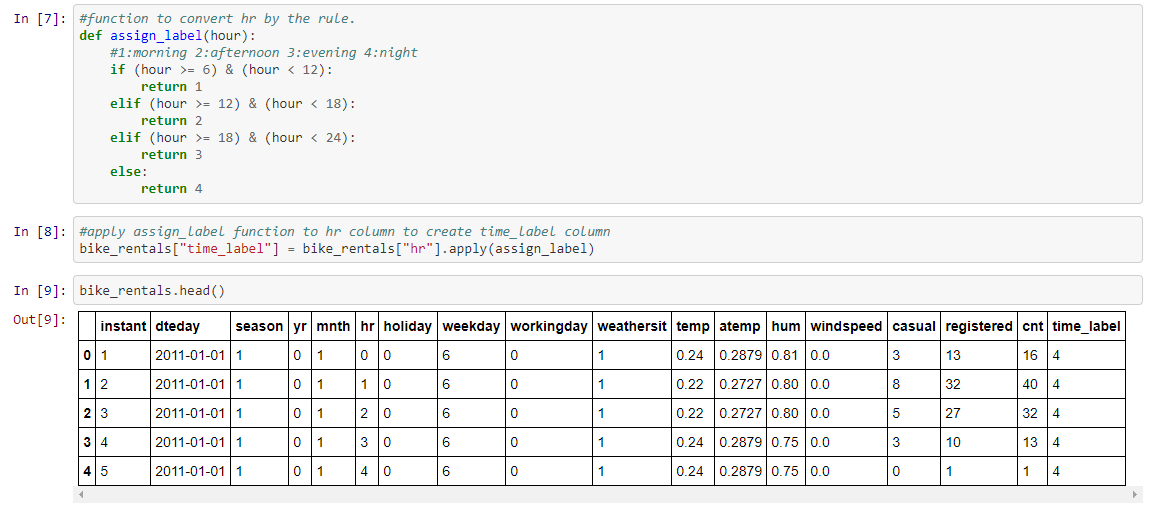 In [7]: #function to convert hr by the rule.
def assign_label(hour):
    #1:morning 2:afternoon 3:evening 4:night
    if (hour >= 6) & (hour < 12):
        return 1
    elif (hour >= 12) & (hour < 18):
        return 2
    elif (hour >= 18) & (hour < 24):
        return 3
    else:
        return 4
In [8]: #apply assign_label function to hr column to create time_label column
bike_rentals["time_label"] = bike_rentals["hr"].apply(assign_label)
In [9]: bike_rentals.head()
Out[9]:
instant dteday season yr mnth hr holiday weekday workingday weathersit temp atemp hum windspeed casual registered cnt time_label
0 1 2011-01-01 1 0 1 0 0 6 0 1 0.24 0.2879 0.81 0.0 3 13 16 4
1 2 2011-01-01 1 0 1 1 0 6 0 1 0.22 0.2727 0.80 0.0 8 32 40 4
2 3 2011-01-01 1 0 1 2 0 6 0 1 0.22 0.2727 0.80 0.0 5 27 32 4
3 4 2011-01-01 1 0 1 3 0 6 0 1 0.24 0.2879 0.75 0.0 3 10 13 4
4 5 2011-01-01 1 0 1 4 0 6 0 1 0.24 0.2879 0.75 0.0 0 1 1 4